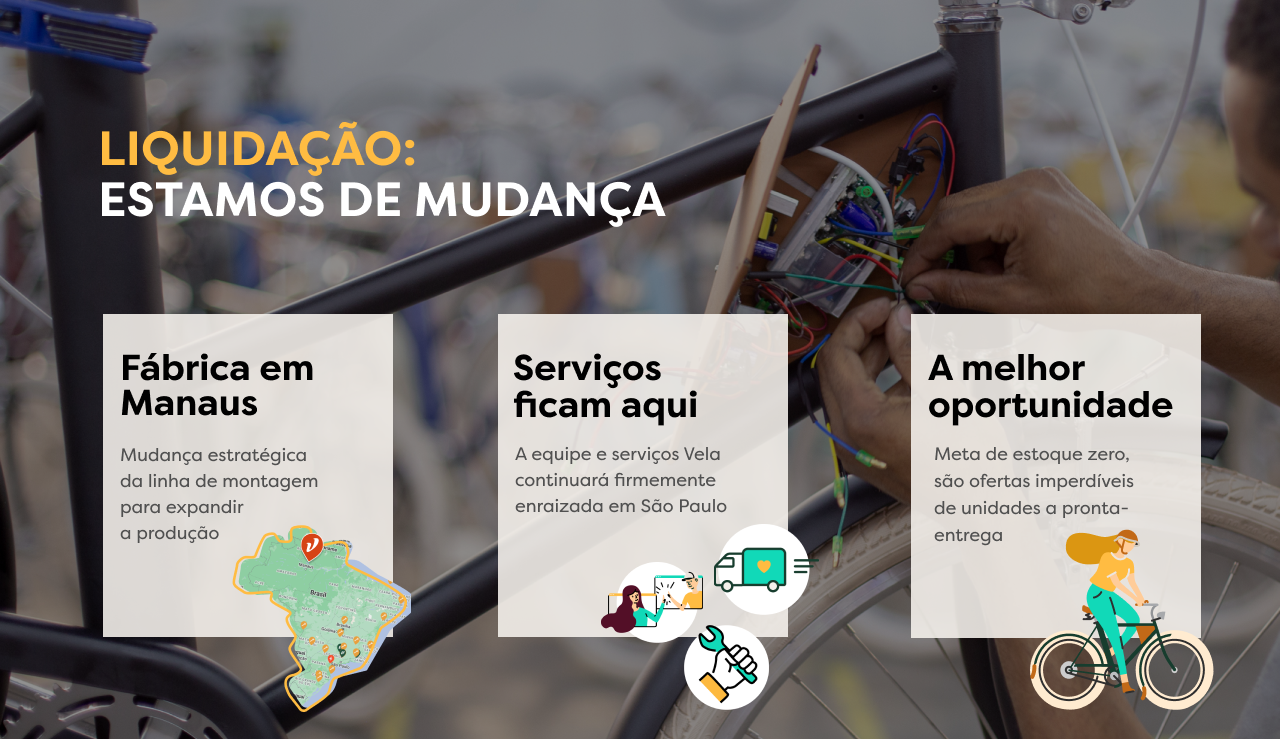 LIQUIDAÇÃO:
ESTAMOS DE MUDANÇA
Fábrica em
Manaus
Mudança estratégica
da linha de montagem
para expandir
a produção
Brasil
Serviços
ficam aqui
A equipe e serviços Vela
continuará firmemente
enraizada em São Paulo
A melhor
oportunidade
Meta de estoque zero,
são ofertas imperdíveis
de unidades a pronta-
entrega